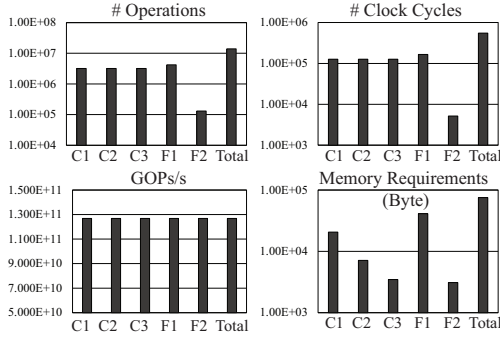 # Operations
1.00E+08
1.00E+07
1.00E+06
1.00E+05
1.00E+04
C1 C2 C3 F1 F2 Total
# Clock Cycles
1.00E+06
1.00E+05
1.00E+04
1.00E+03
C1 C2 C3 F1 F2 Total
GOPs/s
1.500E+11
1.300E+11
1.100E+11
9.000E+10
7.000E+10
5.000E+10
C1 C2 C3 F1 F2 Total
Memory Requirements
(Byte)
1.00E+05
1.00E+04
1.00E+03
C1 C2 C3 F1 F2 Total